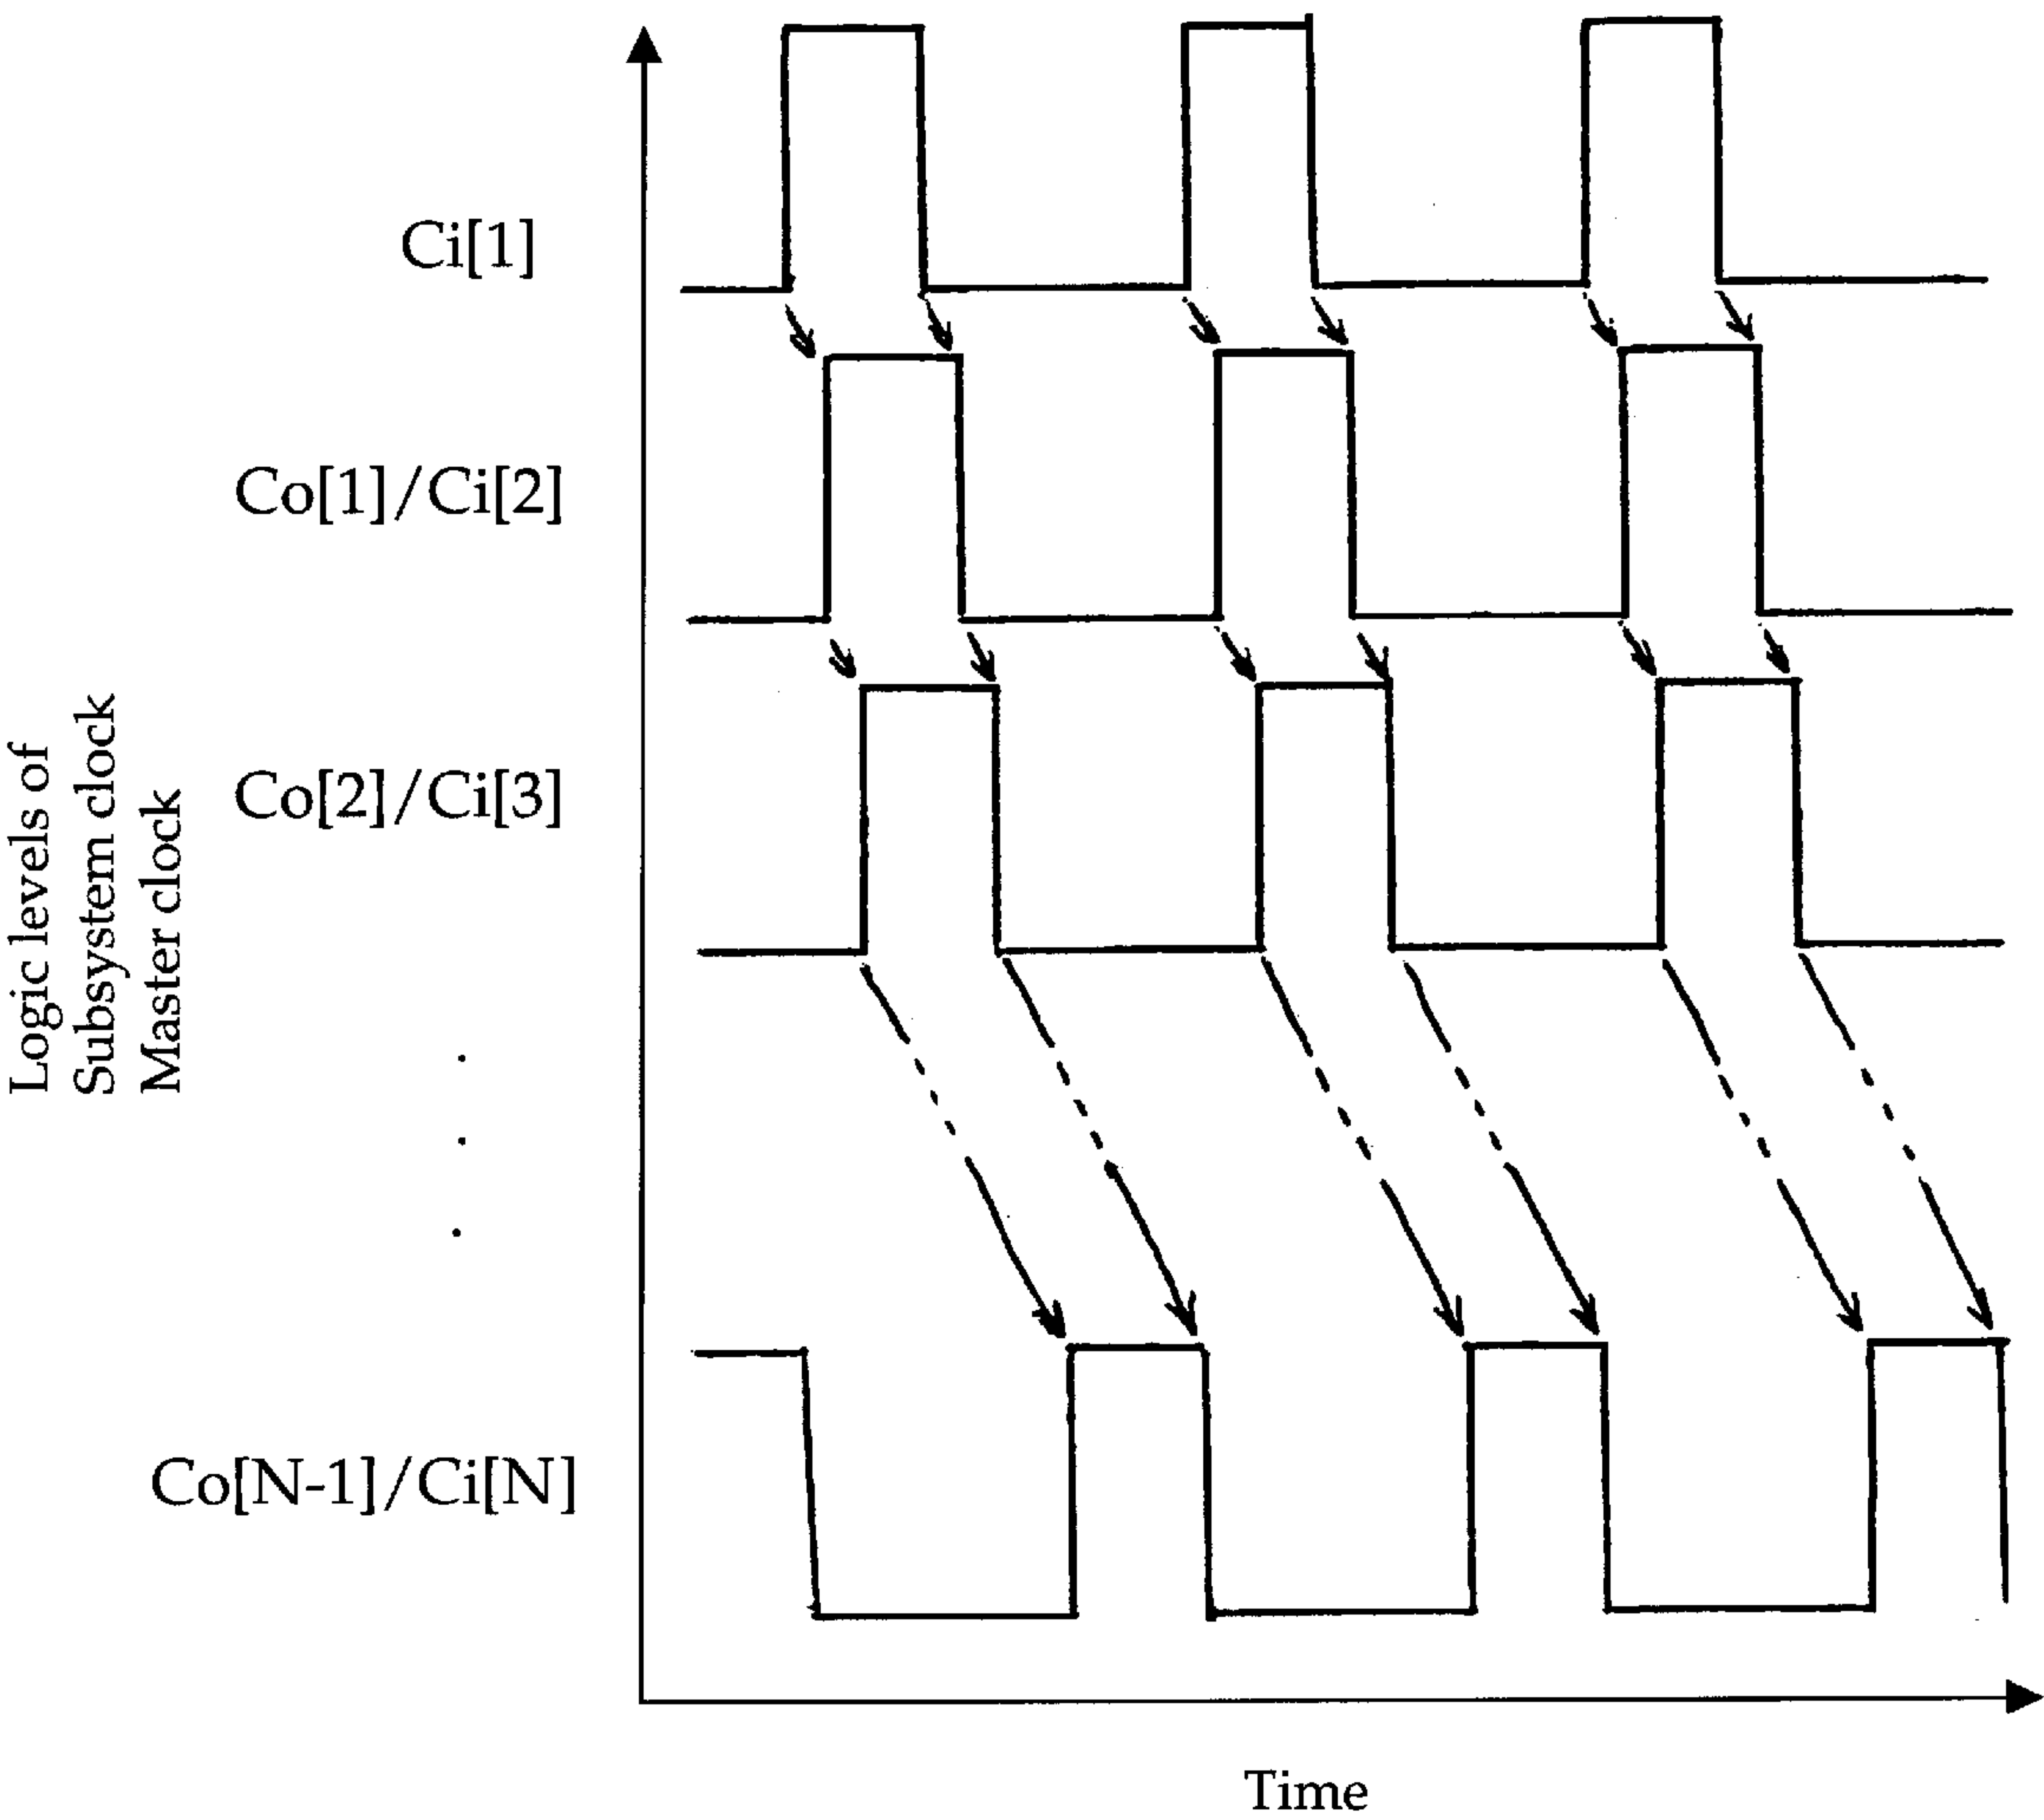 Ci[1]
Co[1]/Ci[2]
Co[2]/Ci[3]
Logic levels of
Subsystem clock
Master clock
Co[N-1]/Ci[N]
Time